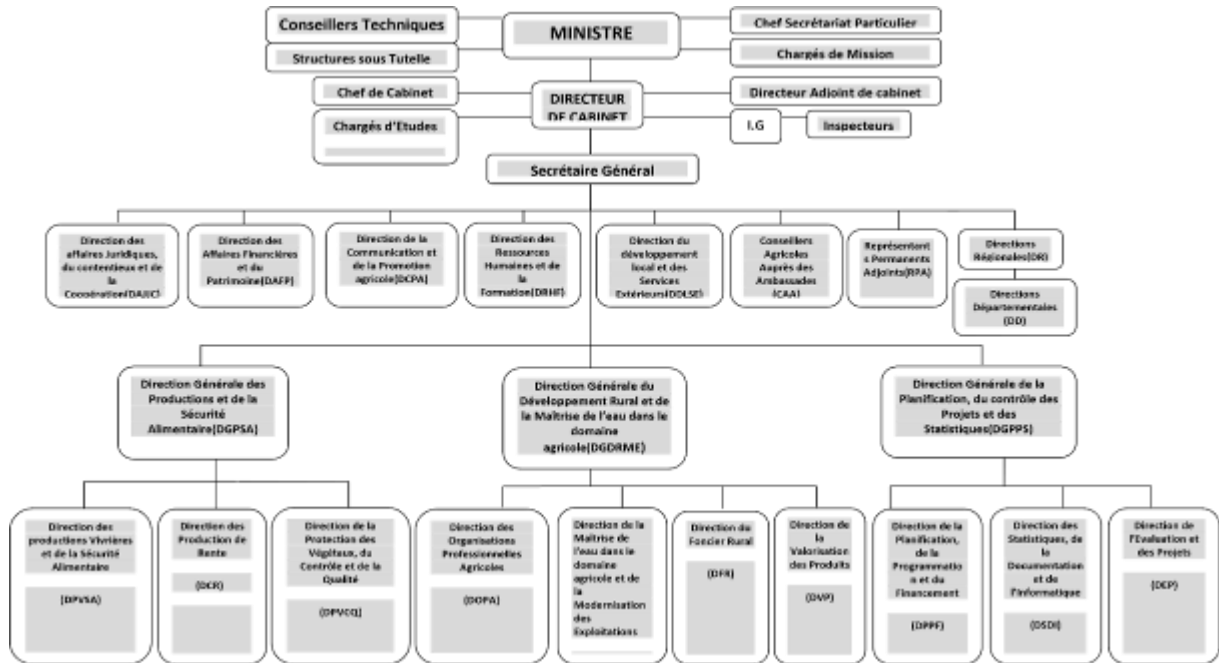 Conseillers Techniques
MINISTRE
Chef Secrétariat Particulier
Structures sous Tutelle
Chargés de Mission
Chef de Cabinet
DIRECTEUR
DE CABINET
Directeur Adjoint de cabinet
Chargés d'Etudes
I.G
Inspecteurs
Secrétaire Général
Direction des
affaires Juridiques,
du contentieux et de
la
Coopération(DAJJC)
Direction des
Affaires Financières
et du
Patrimoine(DAFP)
Direction de la
Communication et
de la Promotion
agricole(DCPA)
Direction des
Ressources
Humaines et de
la
Formation(DRHF)
Direction du
développement
local et des
Services
Extérieurs(DDLSE)
Conseillers
Agricoles
Auprès des
Ambassades
(CAA)
Représentant
s Permanents
Adjoints(RPA)
Directions
Régionales(DR)
Directions
Départementales
(DD)
Direction Générale des
Productions et de la
Sécurité
Alimentaire(DGPSA)
Direction Générale du
Développement Rural et de
la Maîtrise de l'eau dans le
domaine
agricole(DGDRME)
Direction Générale de la
Planification, du contrôle des
Projets et des
Statistiques(DGPPS)
Direction des
productions Vivrières
et de la Sécurité
Alimentaire
(DPVSA)
Direction des
Production de
Rente
(DCR)
Direction de la
Protection des
Végétaux, du
Contrôle et de la
Qualité
(DPVCQ)
Direction des
Organisations
Professionnelles
Agricoles
(DOPA)
Direction de la
Maîtrise de
l'eau dans le
domaine
agricole et de
la
Modernisation
des
Exploitations
Direction du
Foncier Rural
(DFR)
Direction de
la
Valorisation
des Produits
(DVP)
Direction de la
Planification,
de la
Programmatio
n et du
Financement
(DPPF)
Direction des
Statistiques, de
la
Documentation
et de
l'Informatique
(DSDI)
Direction de
l'Evaluation et
des Projets
(DEP)